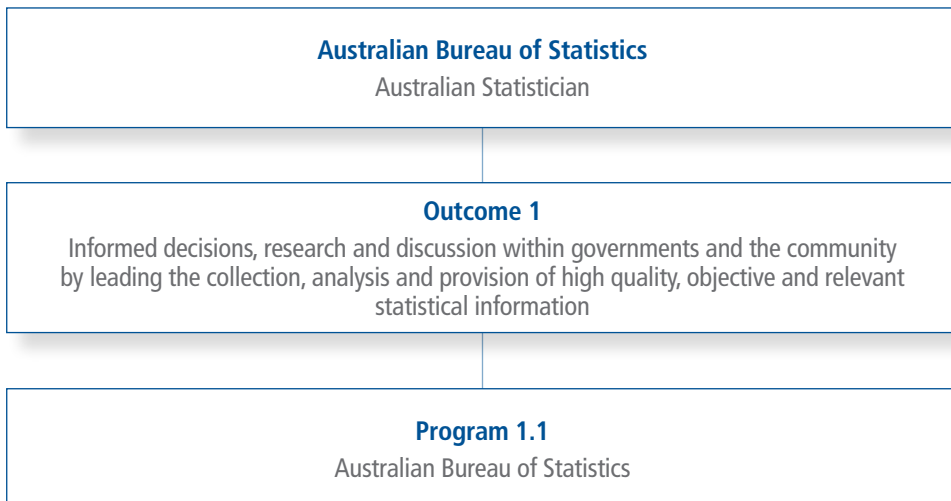 Australian Bureau of Statistics
Australian Statistician
Outcome 1
Informed decisions, research and discussion within governments and the community
by leading the collection, analysis and provision of high quality, objective and relevant
statistical information
Program 1.1
Australian Bureau of Statistics